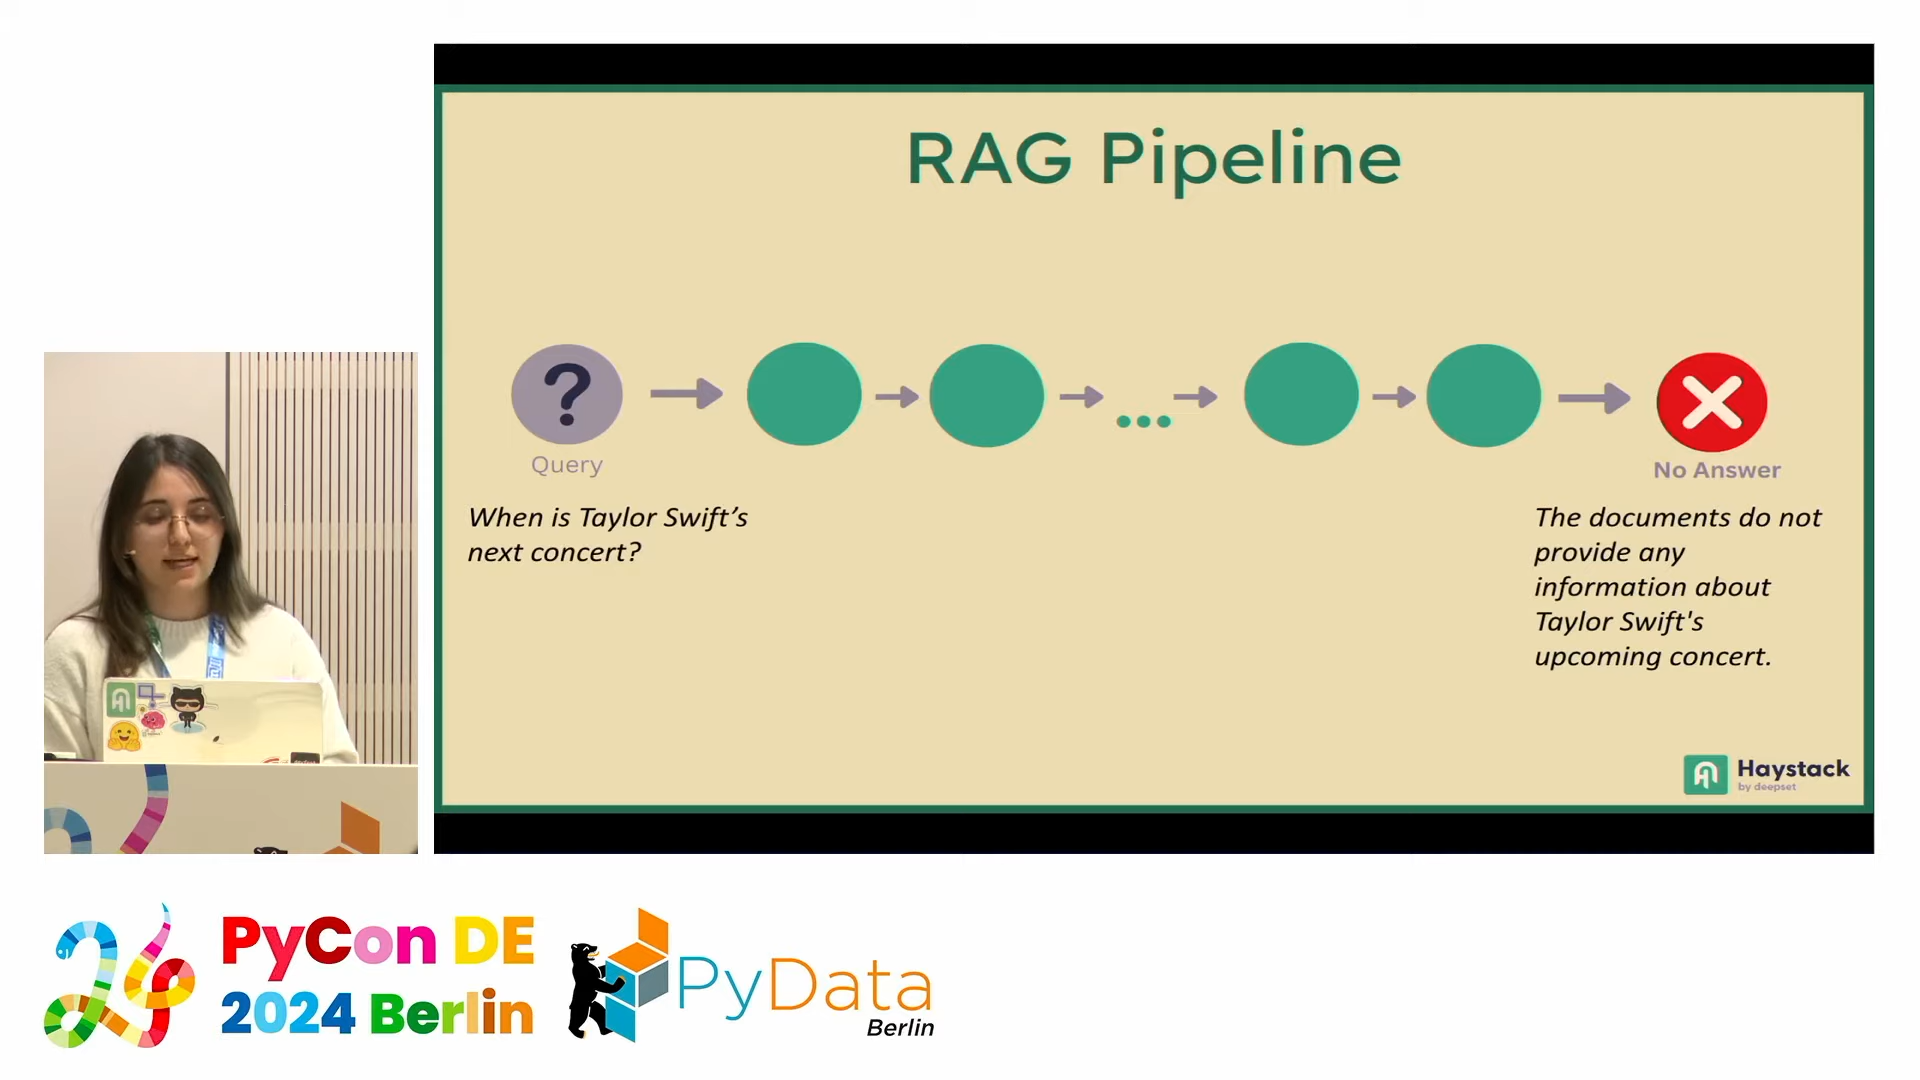 RAG Pipeline
?
Query
When is Taylor Swift’s
next concert?
...
No Answer
The documents do not
provide any
information about
Taylor Swift's
upcoming concert.
Haystack
by deepset
PyCon DE
2024 Berlin
PyData
Berlin